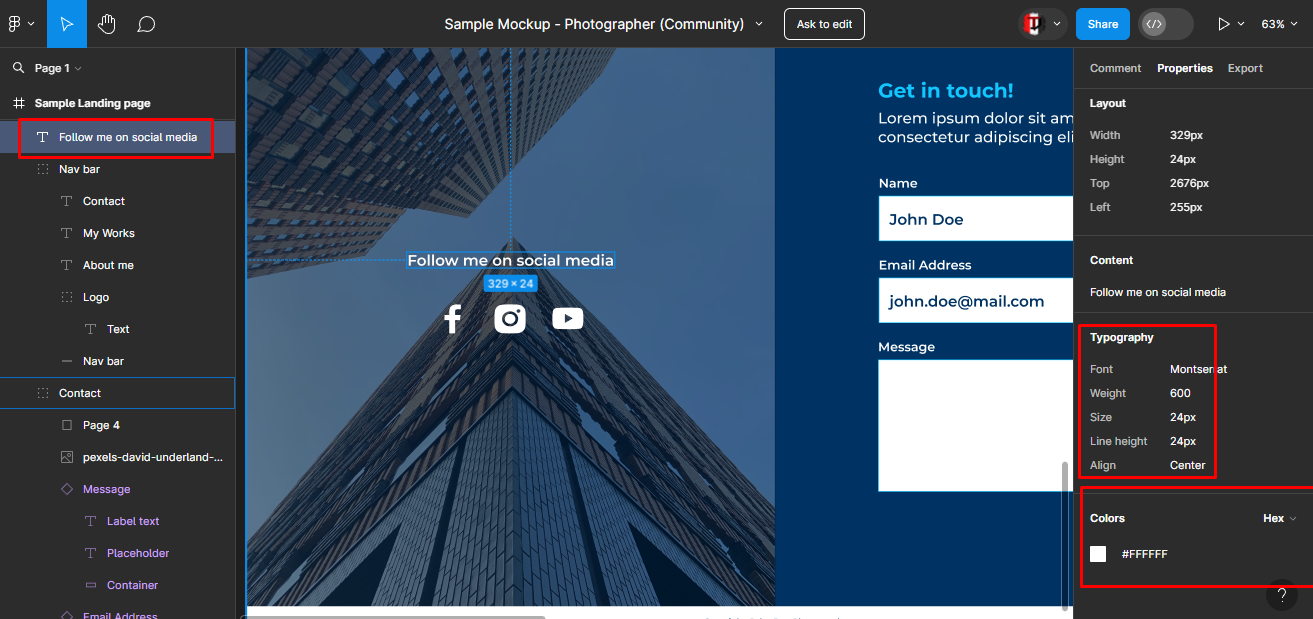 Sample Mockup - Photographer (Community)
Ask to edit
Share
63%
Page 1
Sample Landing page
Follow me on social media
Nav bar
Contact
My Works
About me
Logo
Text
Nav bar
Contact
Page 4
pexels-david-underland-...
Message
Label text
Placeholder
Container
Email Address
Follow me on social media
329 × 24
Get in touch!
Lorem ipsum dolor sit am
consectetur adipiscing eli
Name
John Doe
Email Address
john.doe@mail.com
Message
Comment Properties Export
Layout
Width 329px
Height 24px
Top 2676px
Left 255px
Content
Follow me on social media
Typography
Font Montserrat
Weight 600
Size 24px
Line height 24px
Align Center
Colors Hex
#FFFFFF
?